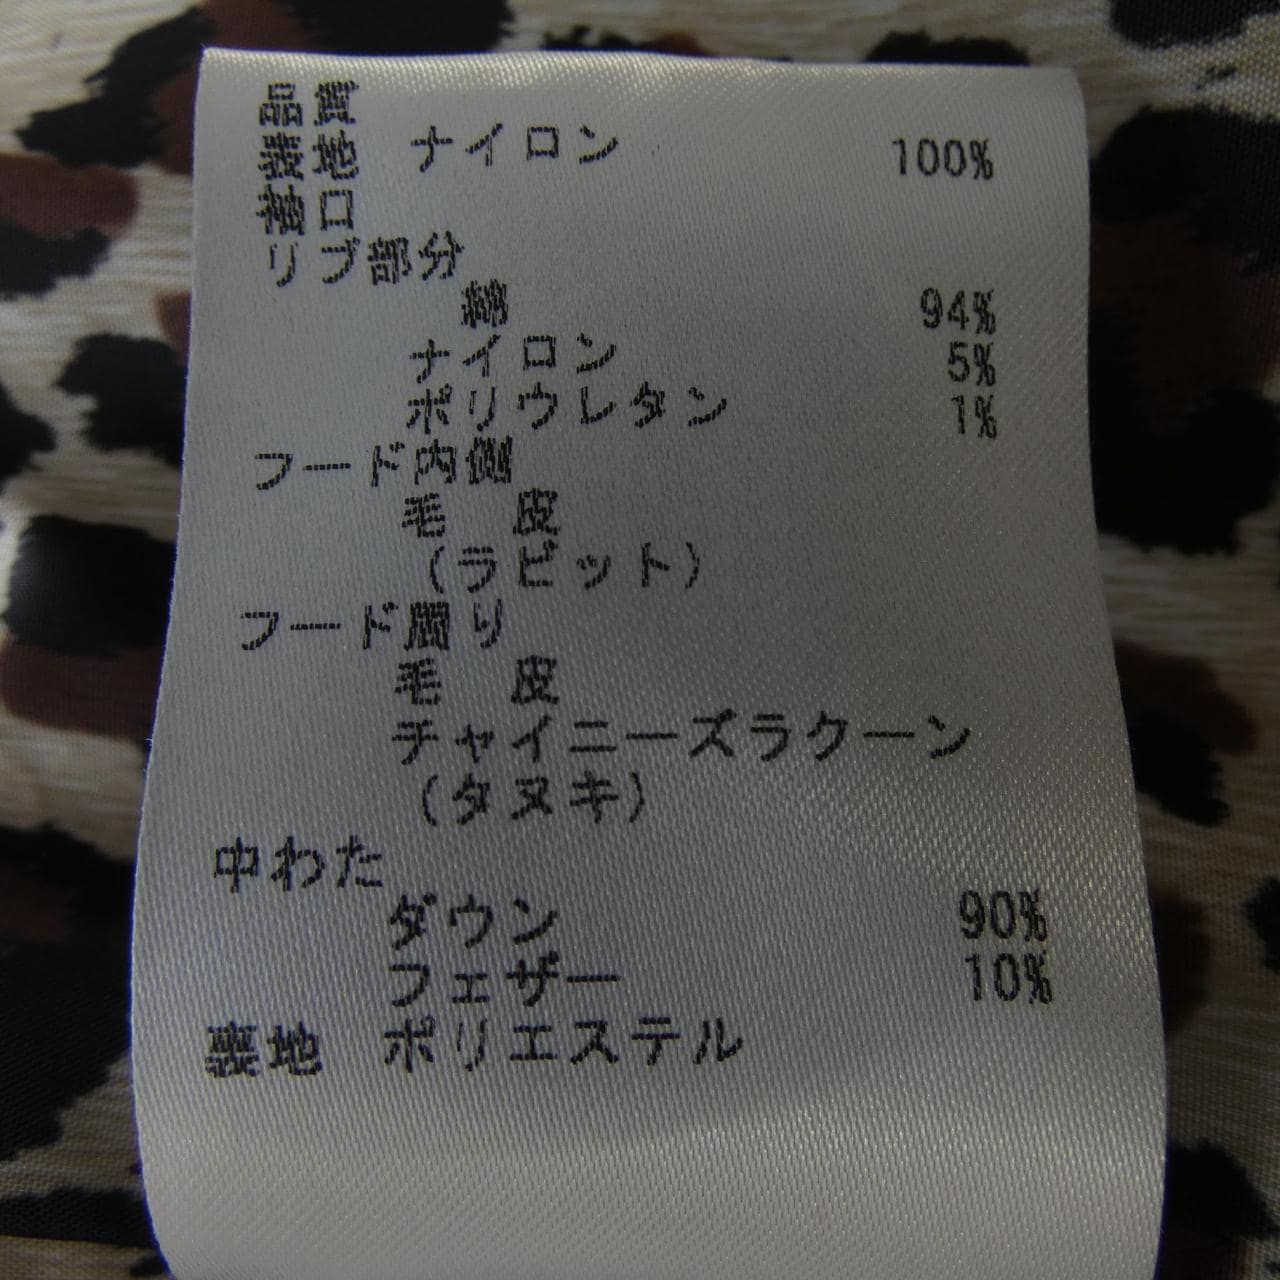 品質
表地 ナイロン 100%
袖口
リブ部分
綿 94%
ナイロン 5%
ポリウレタン 1%
フード内側
毛 皮
(ラビット)
フード周り
毛 皮
チャイニーズラクーン
(タヌキ)
中わた
ダウン 90%
フェザー 10%
裏地 ポリエステル